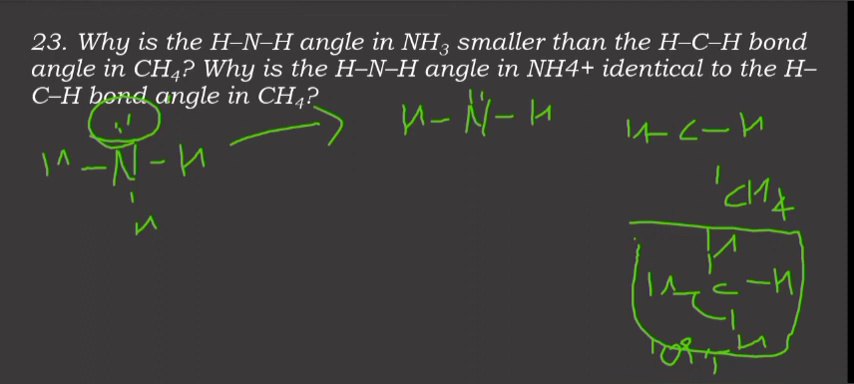 23. Why is the H–N–H angle in NH3 smaller than the H–C–H bond
angle in CH4? Why is the H–N–H angle in NH4+ identical to the H–
C–H bond angle in CH4?
H – N – H
H – C – H
H – N – H
H
CH4
H
H C – H
H